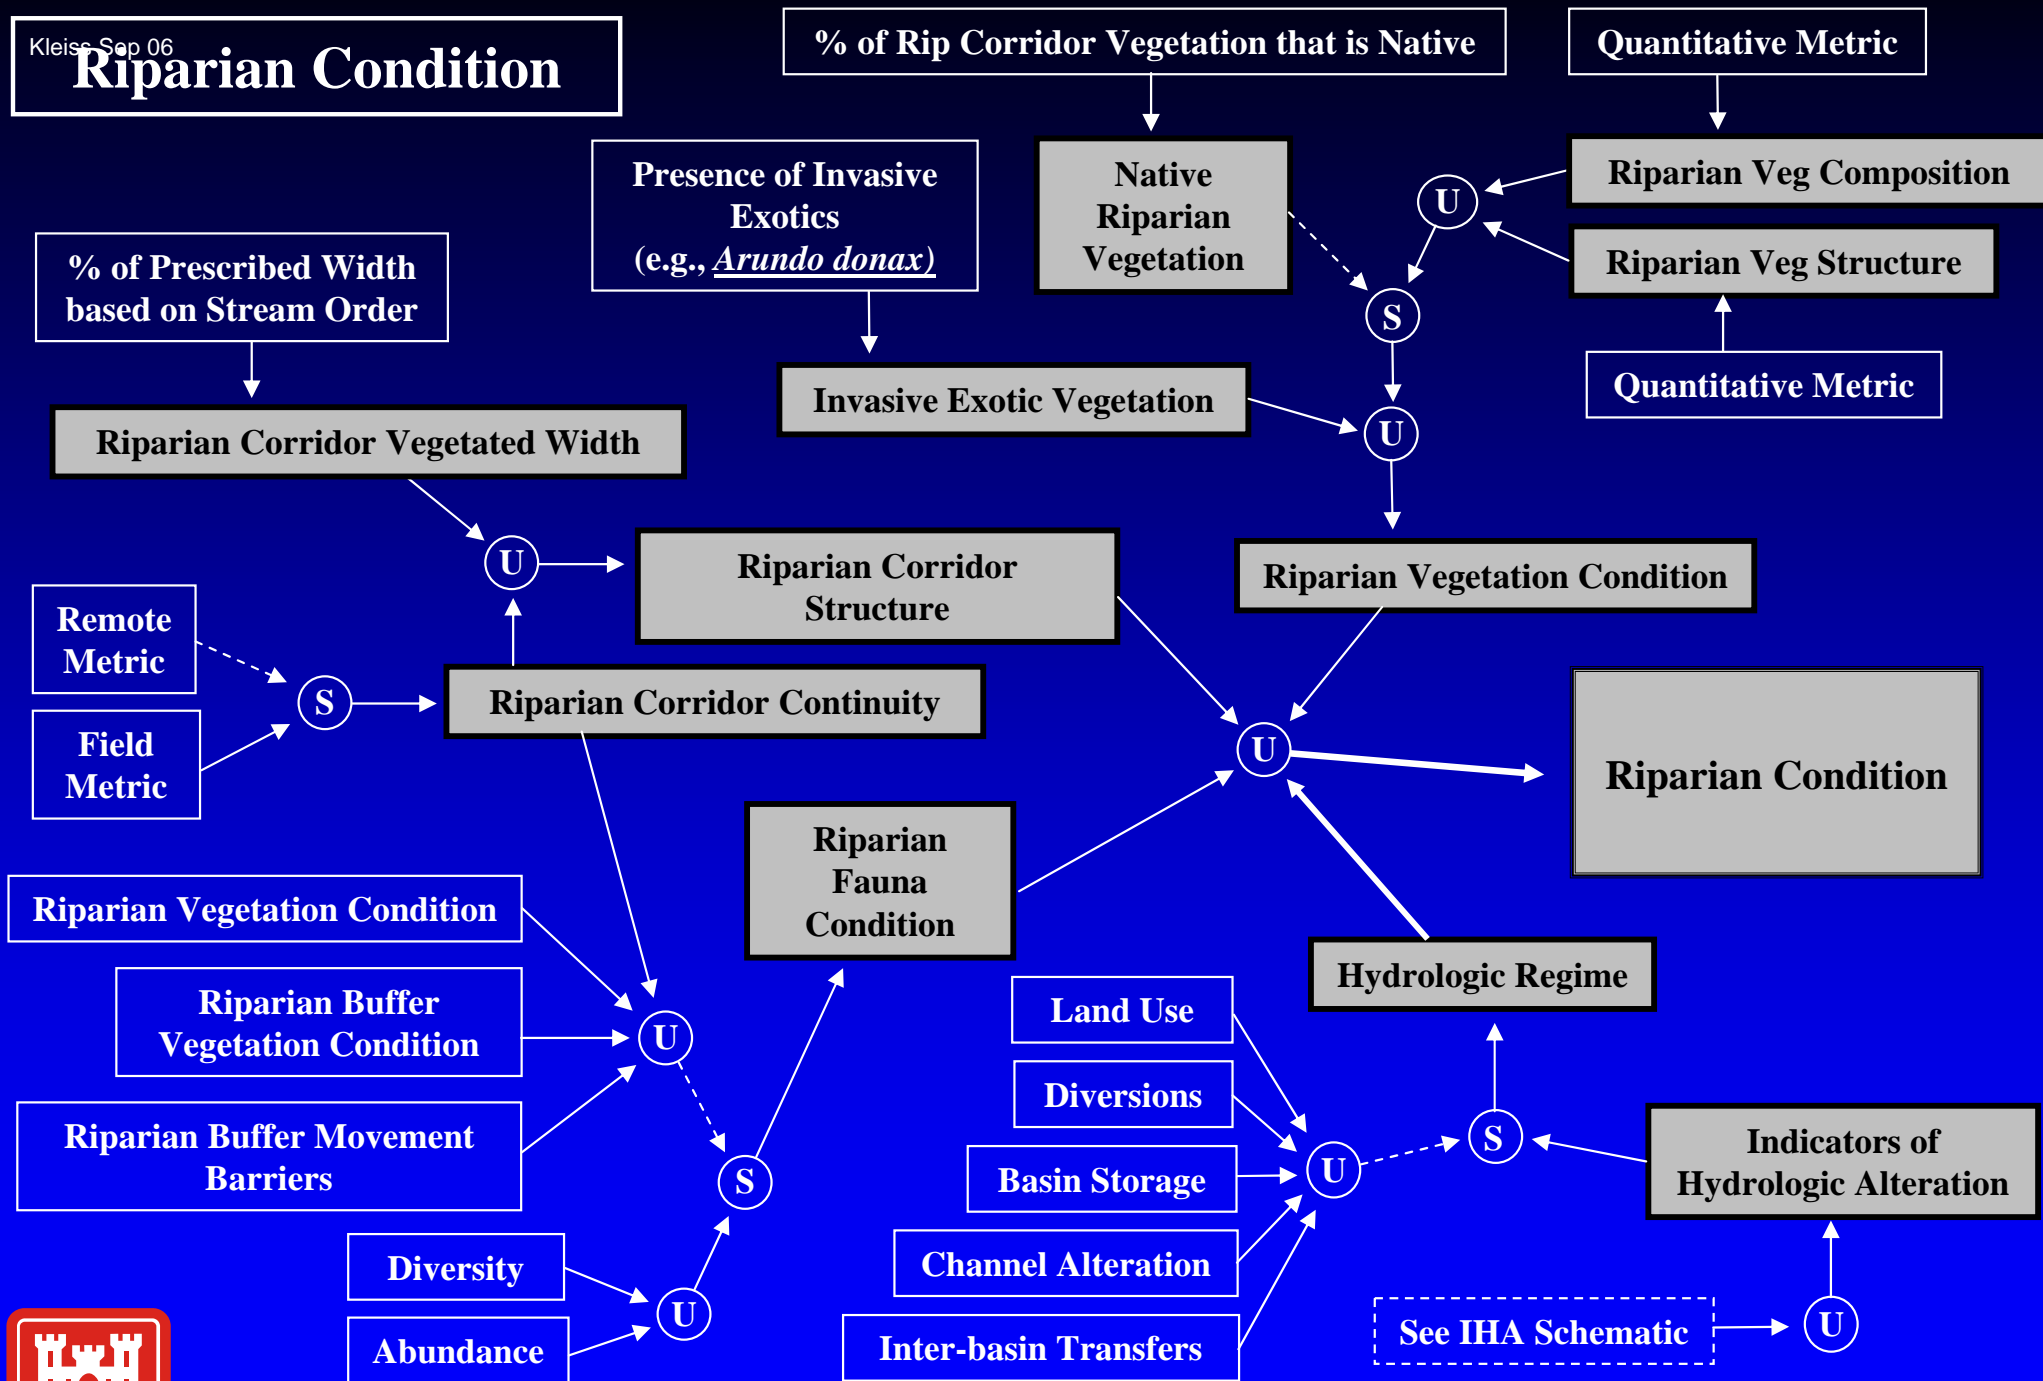 Kleiss Sep 06
Riparian Condition
% of Rip Corridor Vegetation that is Native
Quantitative Metric
Presence of Invasive
Exotics
(e.g., Arundo donax)
Native
Riparian
Vegetation
Riparian Veg Composition
U
Riparian Veg Structure
% of Prescribed Width
based on Stream Order
S
Quantitative Metric
Invasive Exotic Vegetation
U
Riparian Corridor Vegetated Width
U
Riparian Corridor
Structure
Riparian Vegetation Condition
Remote
Metric
S
Riparian Corridor Continuity
Field
Metric
U
Riparian Condition
Riparian
Fauna
Condition
Riparian Vegetation Condition
Hydrologic Regime
Riparian Buffer
Vegetation Condition
U
Land Use
Diversions
Riparian Buffer Movement
Barriers
S
Basin Storage
U
S
Indicators of
Hydrologic Alteration
Diversity
Channel Alteration
U
Abundance
Inter-basin Transfers
See IHA Schematic
U